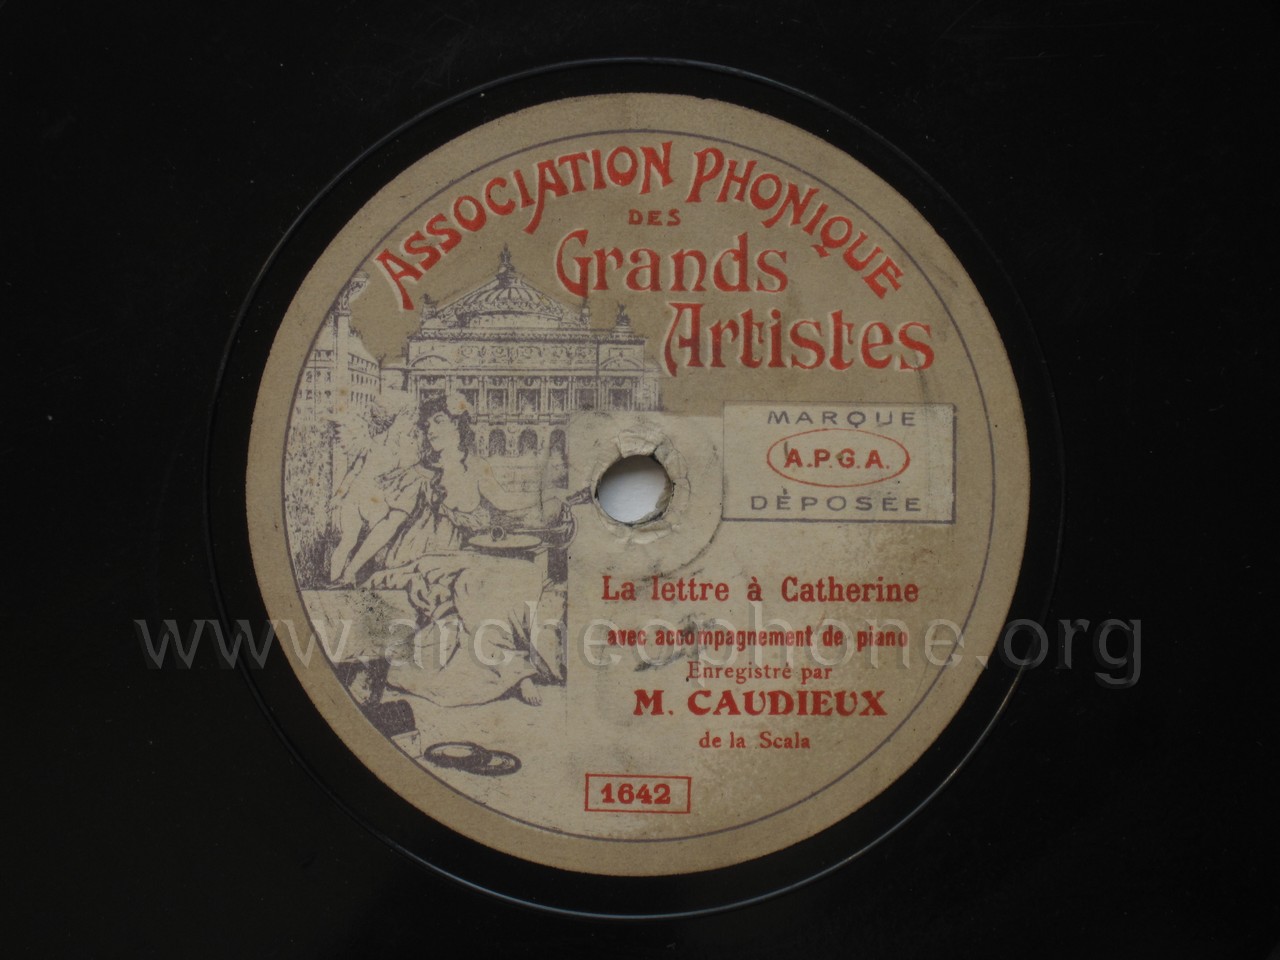 ASSOCIATION PHONIQUE
DES
Grands
Artistes
MARQUE
A.P.G.A.
DÈPOSÉE
La lettre à Catherine
avec accompagnement de piano
www.archeophone.org
Enregistré par
M. CAUDIEUX
de la Scala
1642